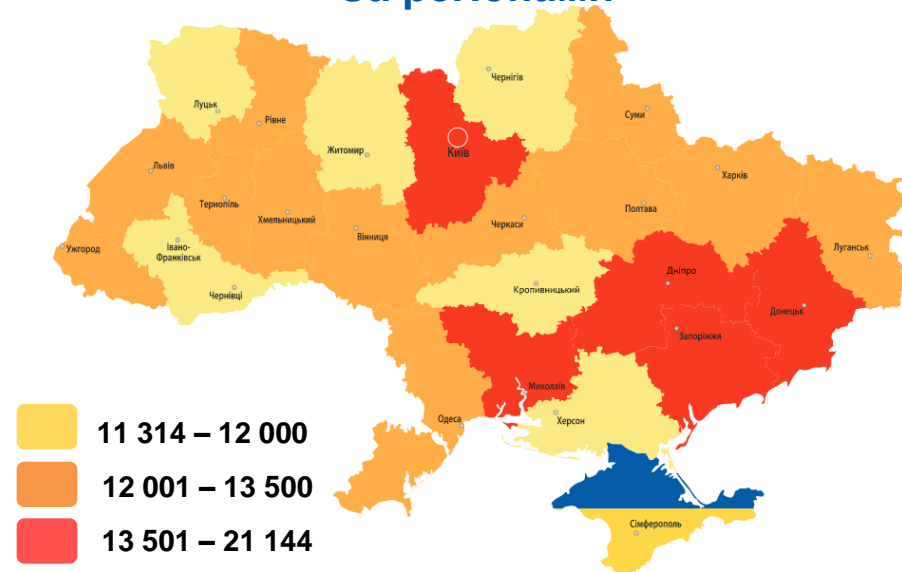 за регіонами
Чернігів
Луцьк
Суми
Рівне
Київ
Житомир
Львів
Харків
Тернопіль
Полтава
Хмельницький
Черкаси
Вінниця
Ужгород
Івано-
Франківськ
Луганськ
Дніпро
Чернівці
Кропивницький
Донецьк
Запоріжжя
Миколаїв
Одеса
Херсон
Сімферополь
11 314 – 12 000
12 001 – 13 500
13 501 – 21 144